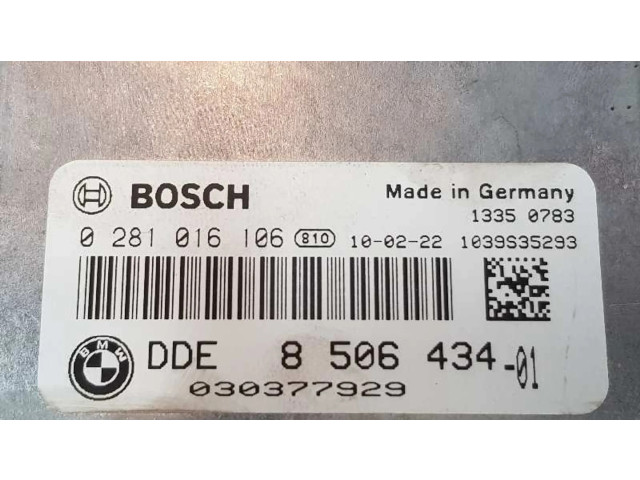 BOSCH Made in Germany
1335 0783
0 281 016 106 810 10-02-22 1039S35293
BMW DDE 8 506 434-01
030377929